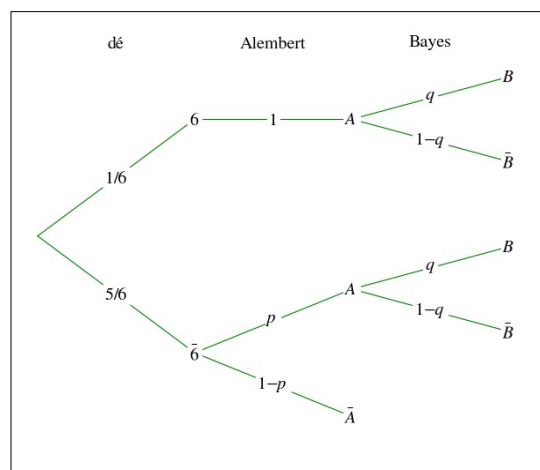 dé Alembert Bayes
B
q
6 1 A
1–q
B̄
1/6
B
q
5/6 A
p 1–q
B̄
6̄
1–p
Ā